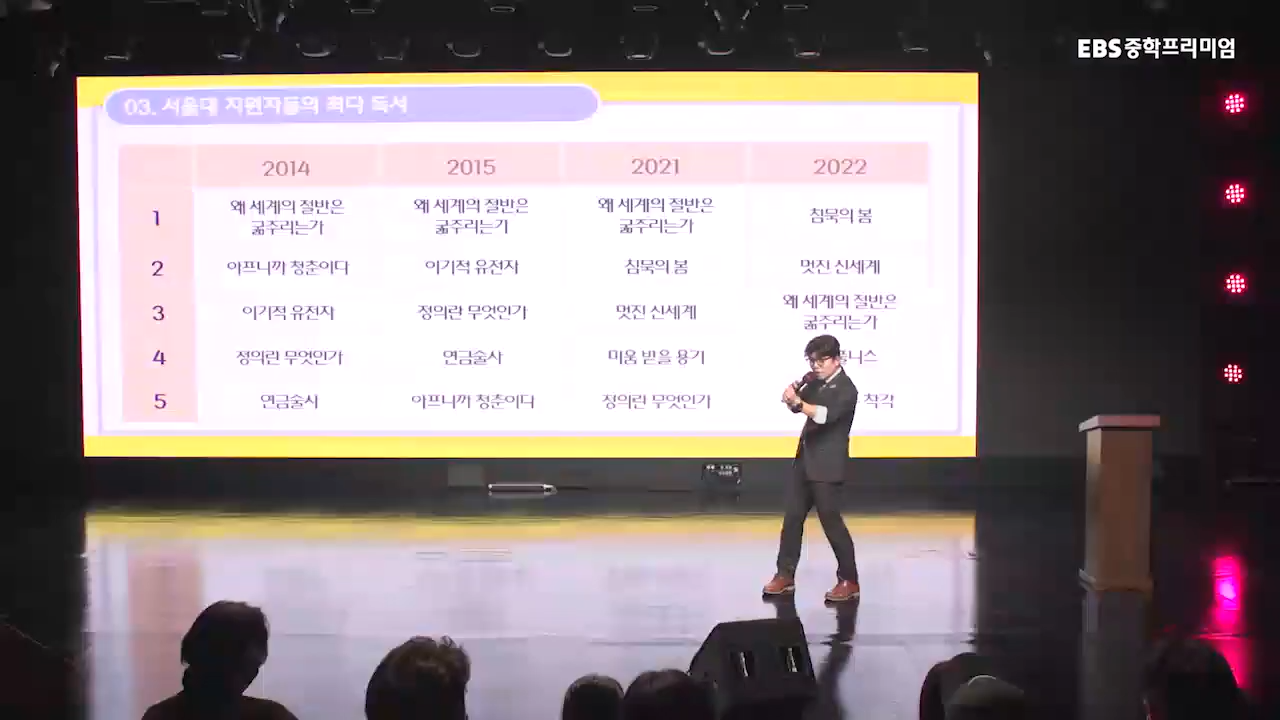 EBS 중학프리미엄
03. 서울대 지원자들의 최다 독서
2014 2015 2021 2022
1 왜 세계의 절반은 굶주리는가 왜 세계의 절반은 굶주리는가 왜 세계의 절반은 굶주리는가 침묵의 봄
2 아프니까 청춘이다 이기적 유전자 침묵의 봄 멋진 신세계
3 이기적 유전자 정의란 무엇인가 멋진 신세계 왜 세계의 절반은 굶주리는가
4 정의란 무엇인가 연금술사 미움 받을 용기
5 연금술사 아프니까 청춘이다 정의란 무엇인가 착각